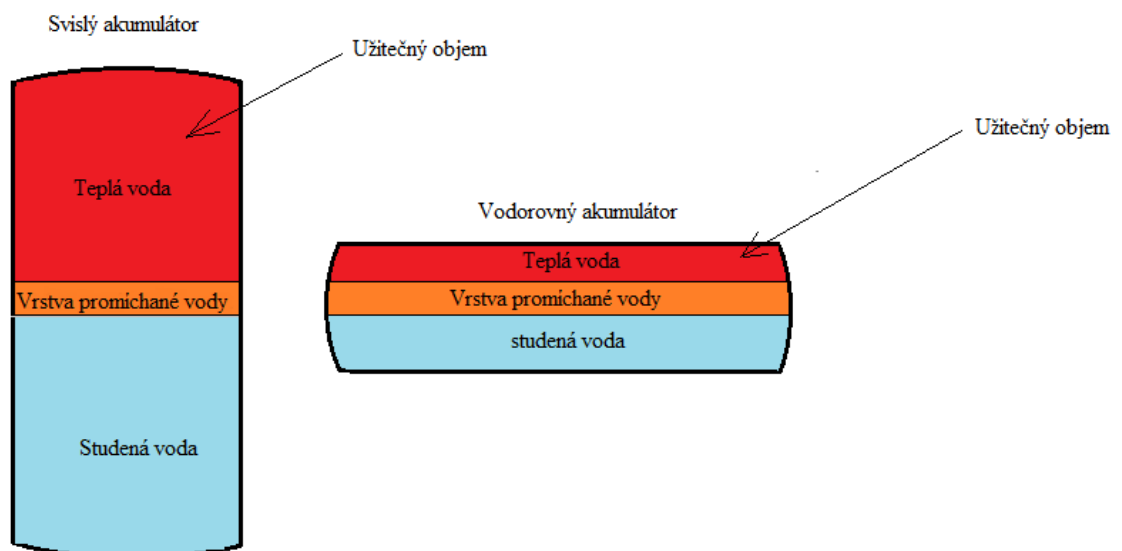 Svislý akumulátor
Užitečný objem
Teplá voda
Vrstva promíchané vody
Studená voda
Užitečný objem
Vodorovný akumulátor
Teplá voda
Vrstva promíchané vody
studená voda